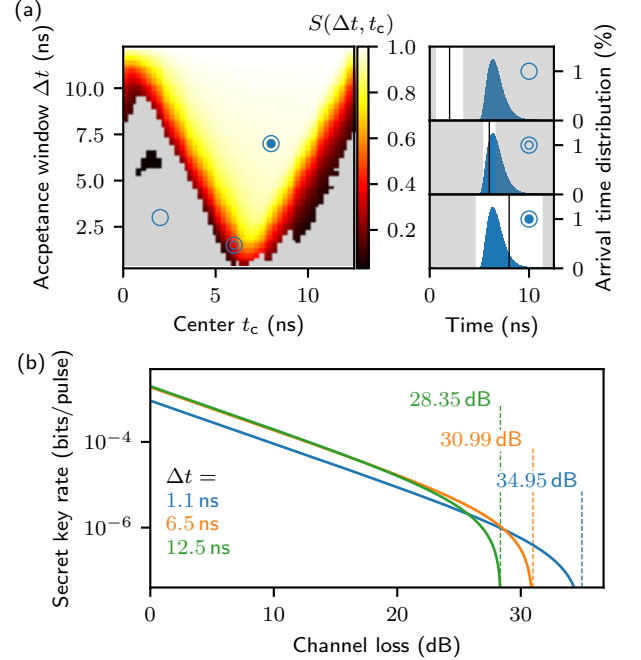 (a)
S(Δt, t_c)
Accpetance window Δt (ns)
12.5
10.0
7.5
5.0
2.5
0
5
10
Center t_c (ns)
1.0
0.8
0.6
0.4
0.2
1
0
1
0
1
0
Arrival time distribution (%)
0
10
Time (ns)
(b)
Secret key rate (bits/pulse)
10⁻⁴
10⁻⁶
28.35 dB
30.99 dB
34.95 dB
Δt =
1.1 ns
6.5 ns
12.5 ns
0
10
20
30
Channel loss (dB)